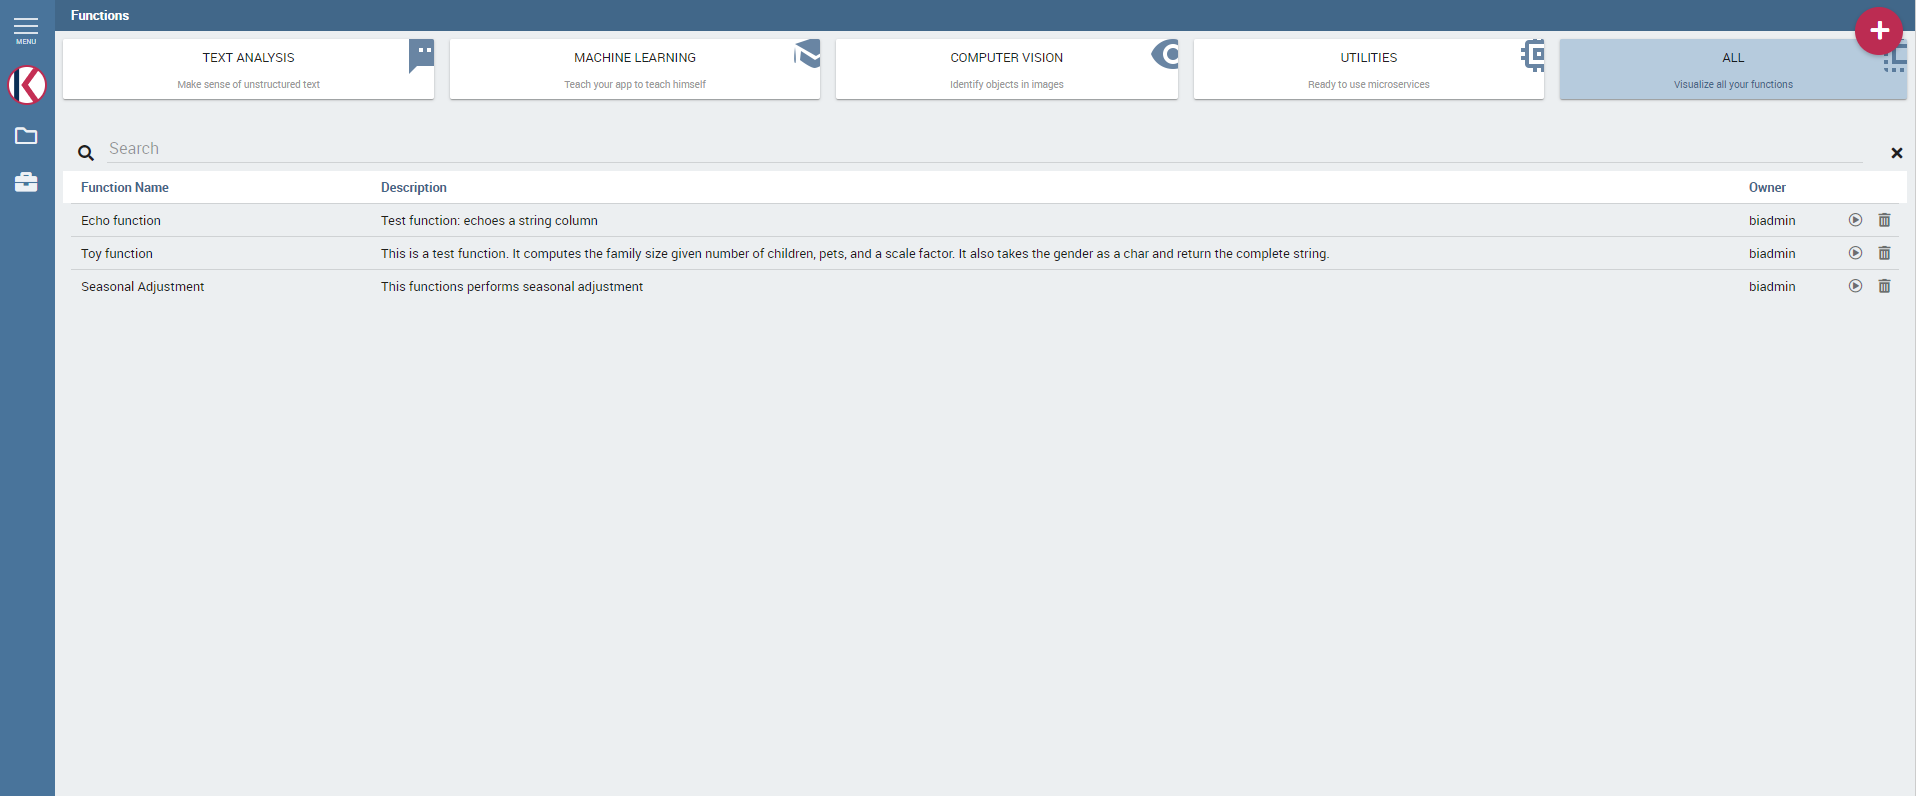 Functions
MENU
TEXT ANALYSIS
Make sense of unstructured text
MACHINE LEARNING
Teach your app to teach himself
COMPUTER VISION
Identify objects in images
UTILITIES
Ready to use microservices
ALL
Visualize all your functions
Search
Function Name Description Owner
Echo function Test function: echoes a string column biadmin
Toy function This is a test function. It computes the family size given number of children, pets, and a scale factor. It also takes the gender as a char and return the complete string. biadmin
Seasonal Adjustment This functions performs seasonal adjustment biadmin